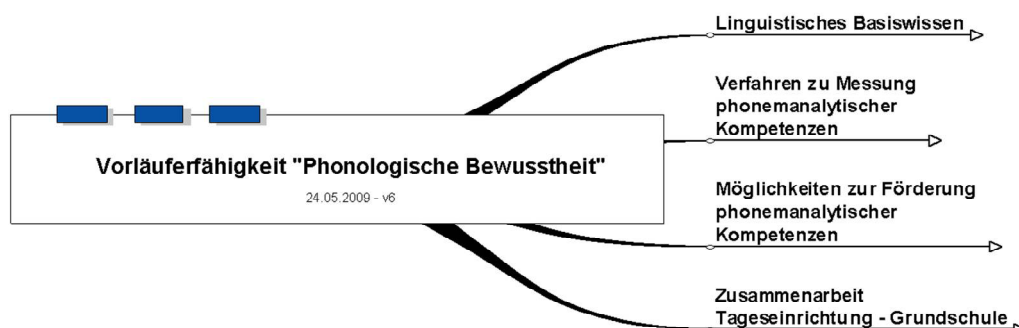 Linguistisches Basiswissen
Verfahren zu Messung
phonemanalytischer
Kompetenzen
Vorläuferfähigkeit "Phonologische Bewusstheit"
24.05.2009 - v6
Möglichkeiten zur Förderung
phonemanalytischer
Kompetenzen
Zusammenarbeit
Tageseinrichtung - Grundschule